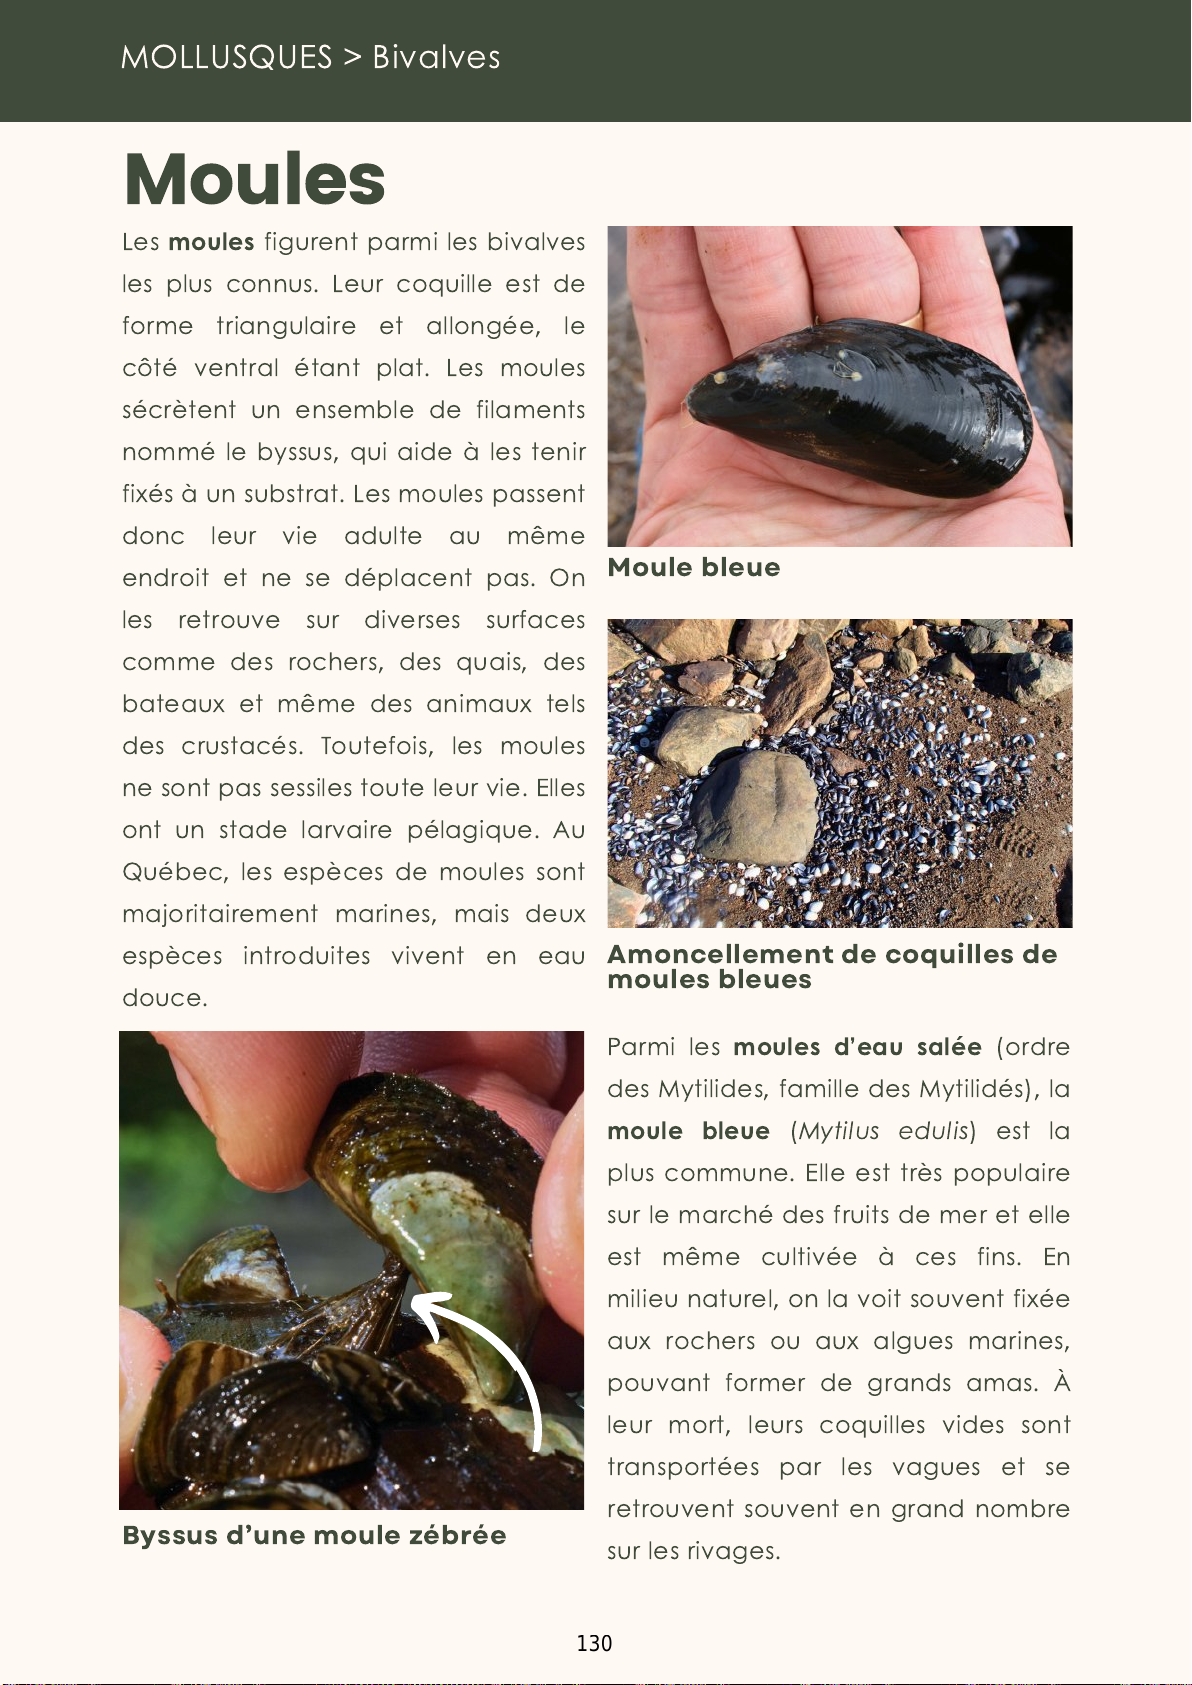 MOLLUSQUES > Bivalves
Moules
Les moules figurent parmi les bivalves
les plus connus. Leur coquille est de
forme triangulaire et allongée, le
côté ventral étant plat. Les moules
sécrètent un ensemble de filaments
nommé le byssus, qui aide à les tenir
fixés à un substrat. Les moules passent
donc leur vie adulte au même
endroit et ne se déplacent pas. On
les retrouve sur diverses surfaces
comme des rochers, des quais, des
bateaux et même des animaux tels
des crustacés. Toutefois, les moules
ne sont pas sessiles toute leur vie. Elles
ont un stade larvaire pélagique. Au
Québec, les espèces de moules sont
majoritairement marines, mais deux
espèces introduites vivent en eau
douce.
Byssus d'une moule zébrée
Moule bleue
Amoncellement de coquilles de
moules bleues
Parmi les moules d'eau salée (ordre
des Mytilides, famille des Mytilidés), la
moule bleue (Mytilus edulis) est la
plus commune. Elle est très populaire
sur le marché des fruits de mer et elle
est même cultivée à ces fins. En
milieu naturel, on la voit souvent fixée
aux rochers ou aux algues marines,
pouvant former de grands amas. À
leur mort, leurs coquilles vides sont
transportées par les vagues et se
retrouvent souvent en grand nombre
sur les rivages.
130